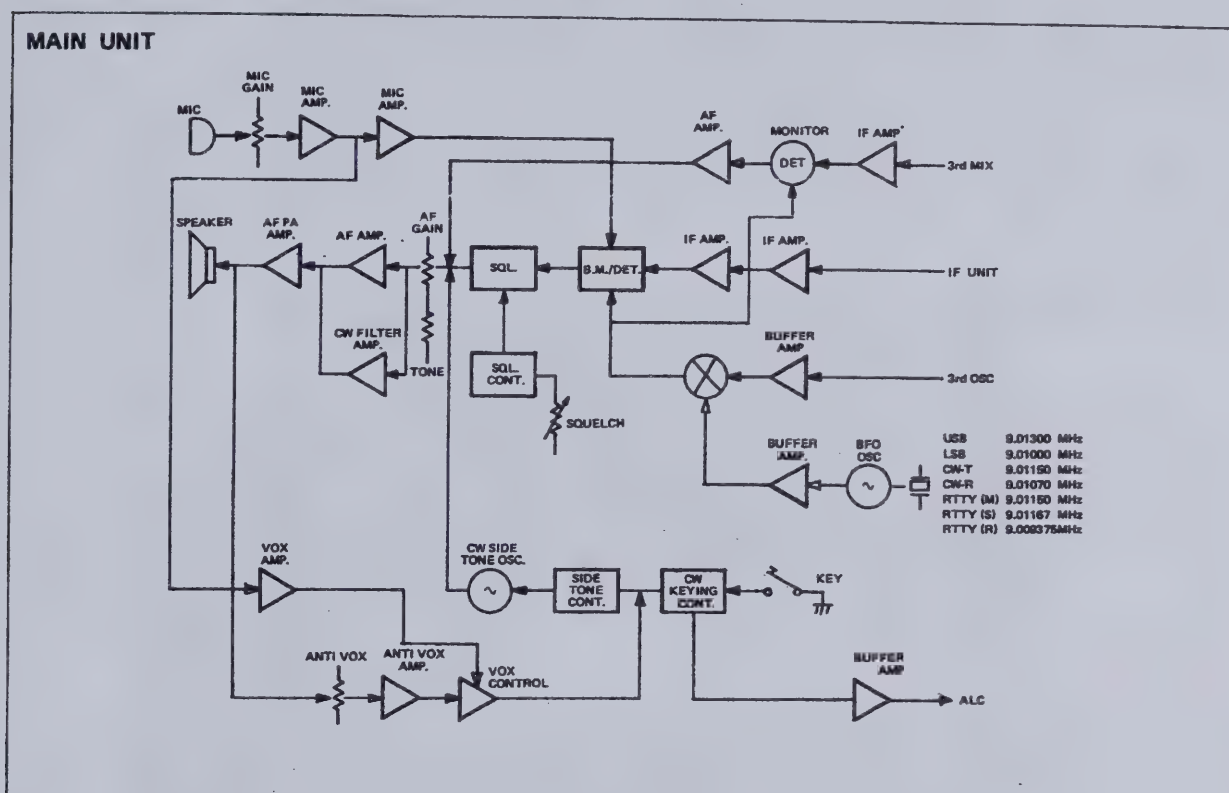 MAIN UNIT
MIC
GAIN
MIC
MIC
AMP.
MIC
AMP.
AF
AMP.
MONITOR
DET
IF AMP
3rd MIX
SPEAKER
AF PA
AMP.
AF AMP.
AF
GAIN
SQL.
B.M./DET.
IF AMP.
IF AMP.
IF UNIT
CW FILTER
AMP.
TONE
SQL.
CONT.
SQUELCH
BUFFER
AMP
3rd OSC
BUFFER
AMP.
BFO
OSC
USB 9.01300 MHz
LSB 9.01000 MHz
CW-T 9.01150 MHz
CW-R 9.01070 MHz
RTTY (M) 9.01150 MHz
RTTY (S) 9.01167 MHz
RTTY (R) 9.009375MHz
VOX
AMP.
CW SIDE
TONE OSC.
SIDE
TONE
CONT.
CW
KEYING
CONT.
KEY
ANTI VOX
ANTI VOX
AMP.
VOX
CONTROL
BUFFER
AMP
ALC